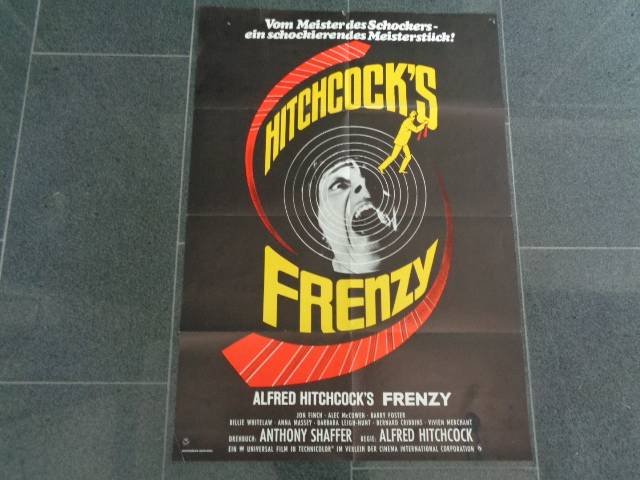 Vom Meister des Schockers -
ein schockierendes Meisterstück!
HITCHCOCK'S
FRENZY
ALFRED HITCHCOCK'S FRENZY
JON FINCH · ALEC McCOWEN · BARRY FOSTER
BILLIE WHITELAW · ANNA MASSEY · BARBARA LEIGH-HUNT · BERNARD CRIBBINS · VIVIEN MERCHANT
DREHBUCH: ANTHONY SHAFFER REGIE: ALFRED HITCHCOCK
EIN UNIVERSAL FILM IN TECHNICOLOR® IM VERLEIH DER CINEMA INTERNATIONAL CORPORATION